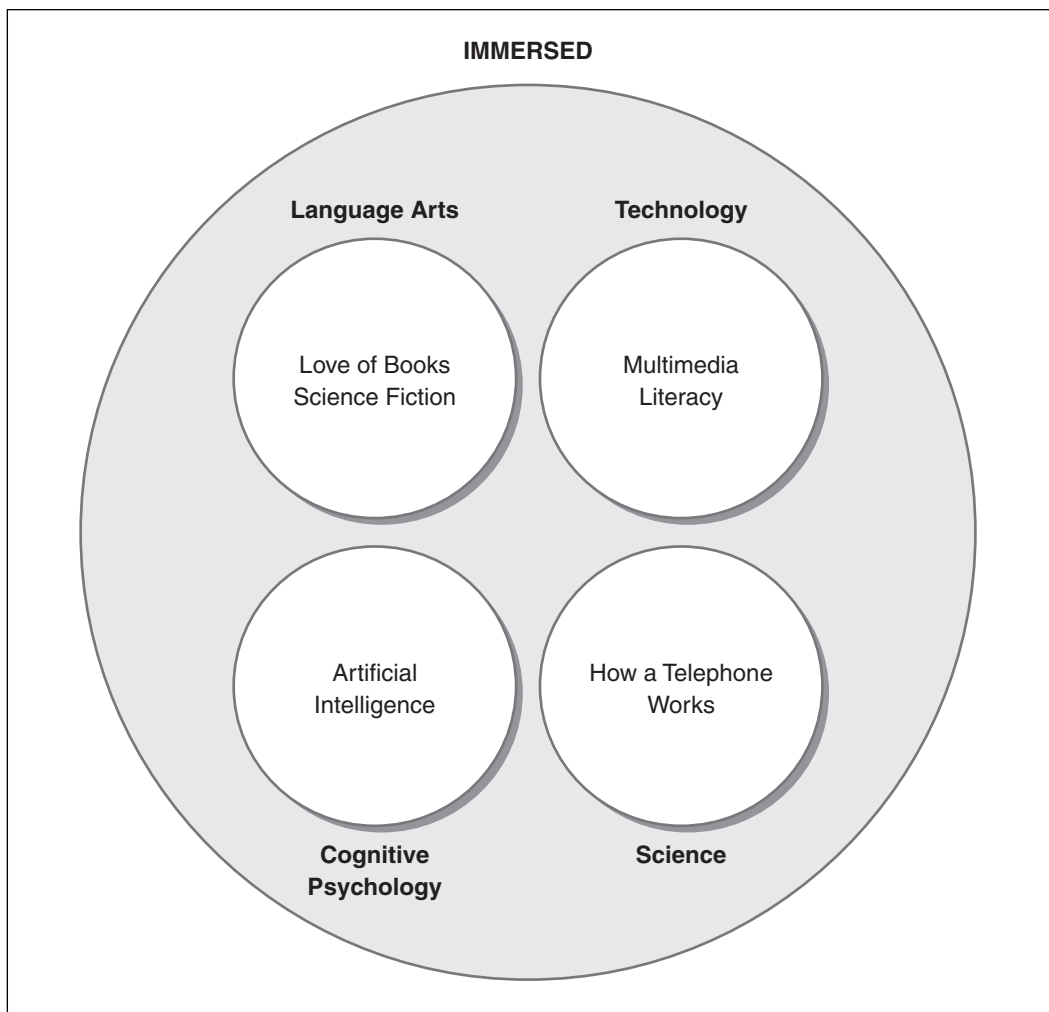 IMMERSED
Language Arts
Technology
Love of Books
Science Fiction
Multimedia
Literacy
Artificial
Intelligence
How a Telephone
Works
Cognitive
Psychology
Science